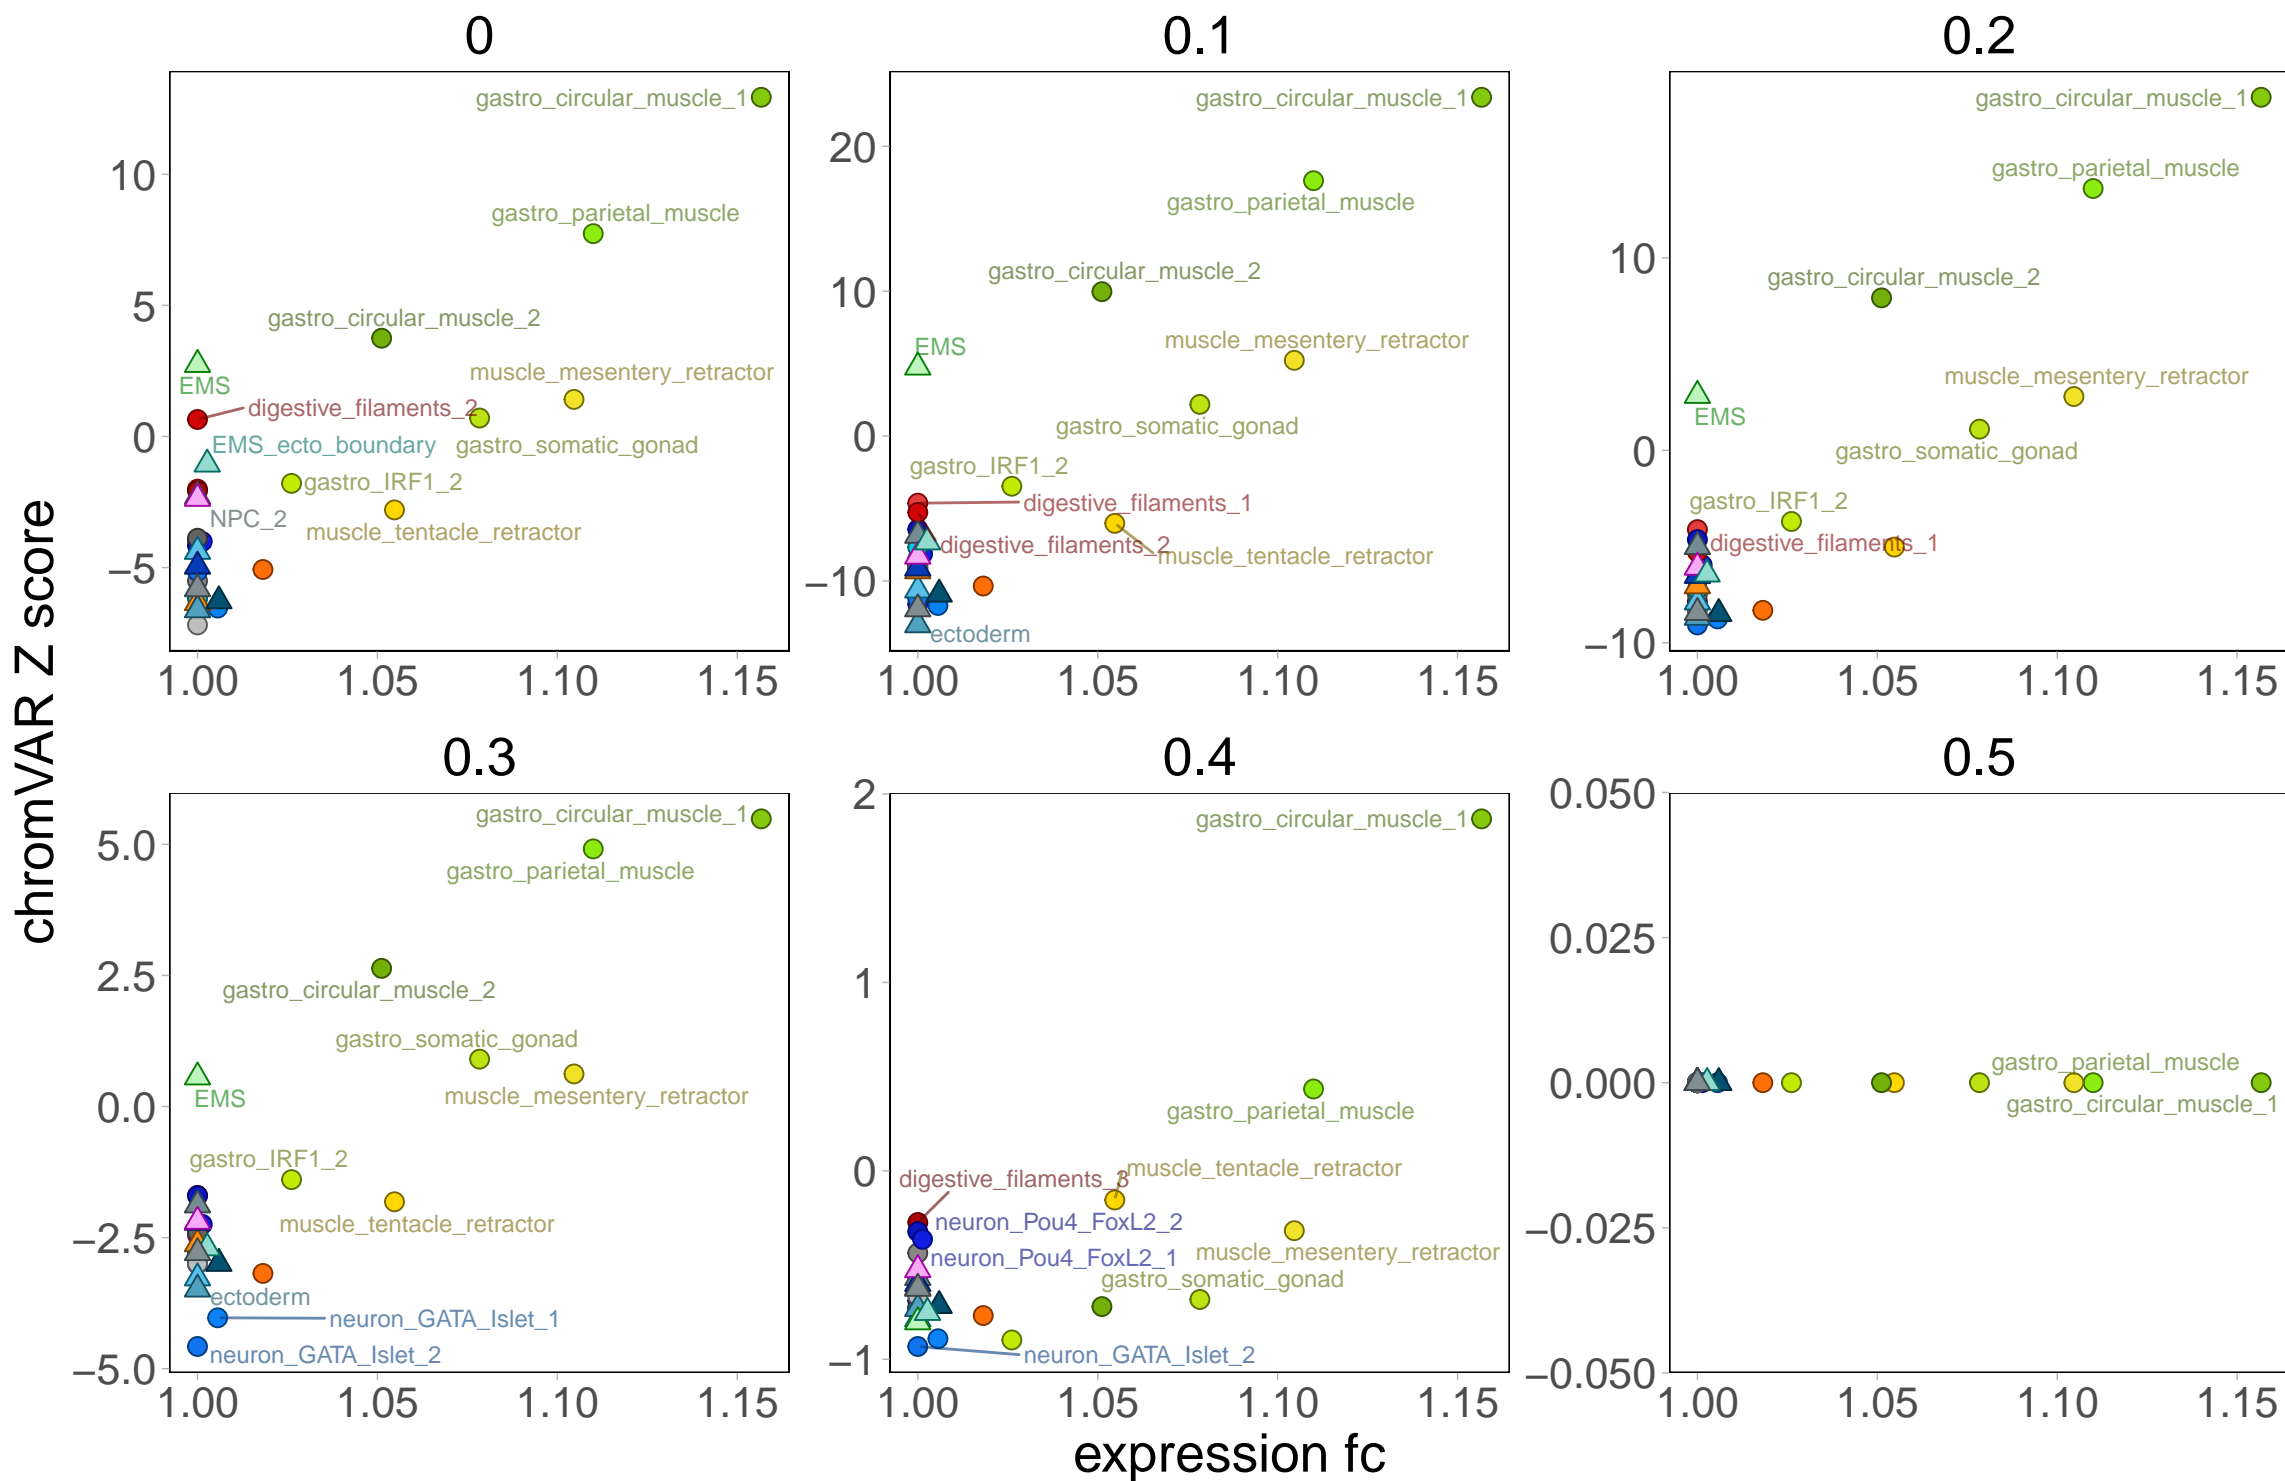 0
0.1
0.2
gastro_circular_muscle_1
gastro_parietal_muscle
gastro_circular_muscle_2
EMS
muscle_mesentery_retractor
digestive_filaments_2
EMS_ecto_boundary
gastro_somatic_gonad
gastro_IRF1_2
NPC_2
muscle_tentacle_retractor
10
5
0
−5
1.00
1.05
1.10
1.15
gastro_circular_muscle_1
gastro_parietal_muscle
gastro_circular_muscle_2
EMS
muscle_mesentery_retractor
gastro_somatic_gonad
gastro_IRF1_2
digestive_filaments_1
digestive_filaments_2
muscle_tentacle_retractor
ectoderm
20
10
0
−10
1.00
1.05
1.10
1.15
gastro_circular_muscle_1
gastro_parietal_muscle
gastro_circular_muscle_2
muscle_mesentery_retractor
EMS
gastro_somatic_gonad
gastro_IRF1_2
digestive_filaments_1
10
0
−10
1.00
1.05
1.10
1.15
chromVAR Z score
0.3
0.4
0.5
gastro_circular_muscle_1
gastro_parietal_muscle
gastro_circular_muscle_2
gastro_somatic_gonad
EMS
muscle_mesentery_retractor
gastro_IRF1_2
muscle_tentacle_retractor
ectoderm
neuron_GATA_Islet_1
neuron_GATA_Islet_2
5.0
2.5
0.0
−2.5
−5.0
1.00
1.05
1.10
1.15
gastro_circular_muscle_1
gastro_parietal_muscle
muscle_tentacle_retractor
digestive_filaments_3
neuron_Pou4_FoxL2_2
neuron_Pou4_FoxL2_1
muscle_mesentery_retractor
gastro_somatic_gonad
neuron_GATA_Islet_2
2
1
0
−1
1.00
1.05
1.10
1.15
gastro_parietal_muscle
gastro_circular_muscle_1
0.050
0.025
0.000
−0.025
−0.050
1.00
1.05
1.10
1.15
expression fc